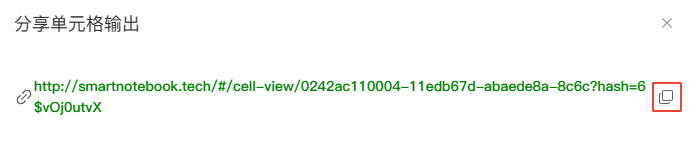 分享单元格输出
http://smartnotebook.tech/#/cell-view/0242ac110004-11edb67d-abaede8a-8c6c?hash=6
$vOj0utvX